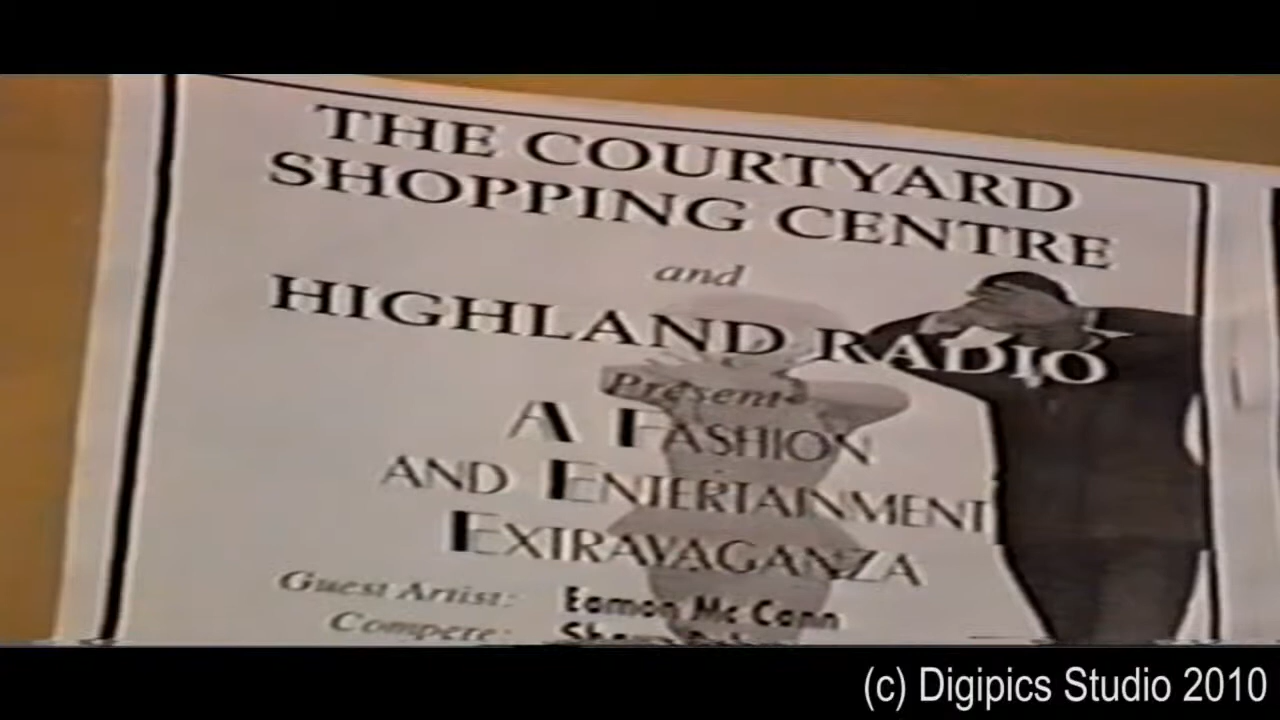 THE COURTYARD
SHOPPING CENTRE
and
HIGHLAND RADIO
Present
A FASHION
AND ENTERTAINMENT
EXTRAVAGANZA
Guest Artist: Eamon Mc Cann
Compere:
(c) Digipics Studio 2010